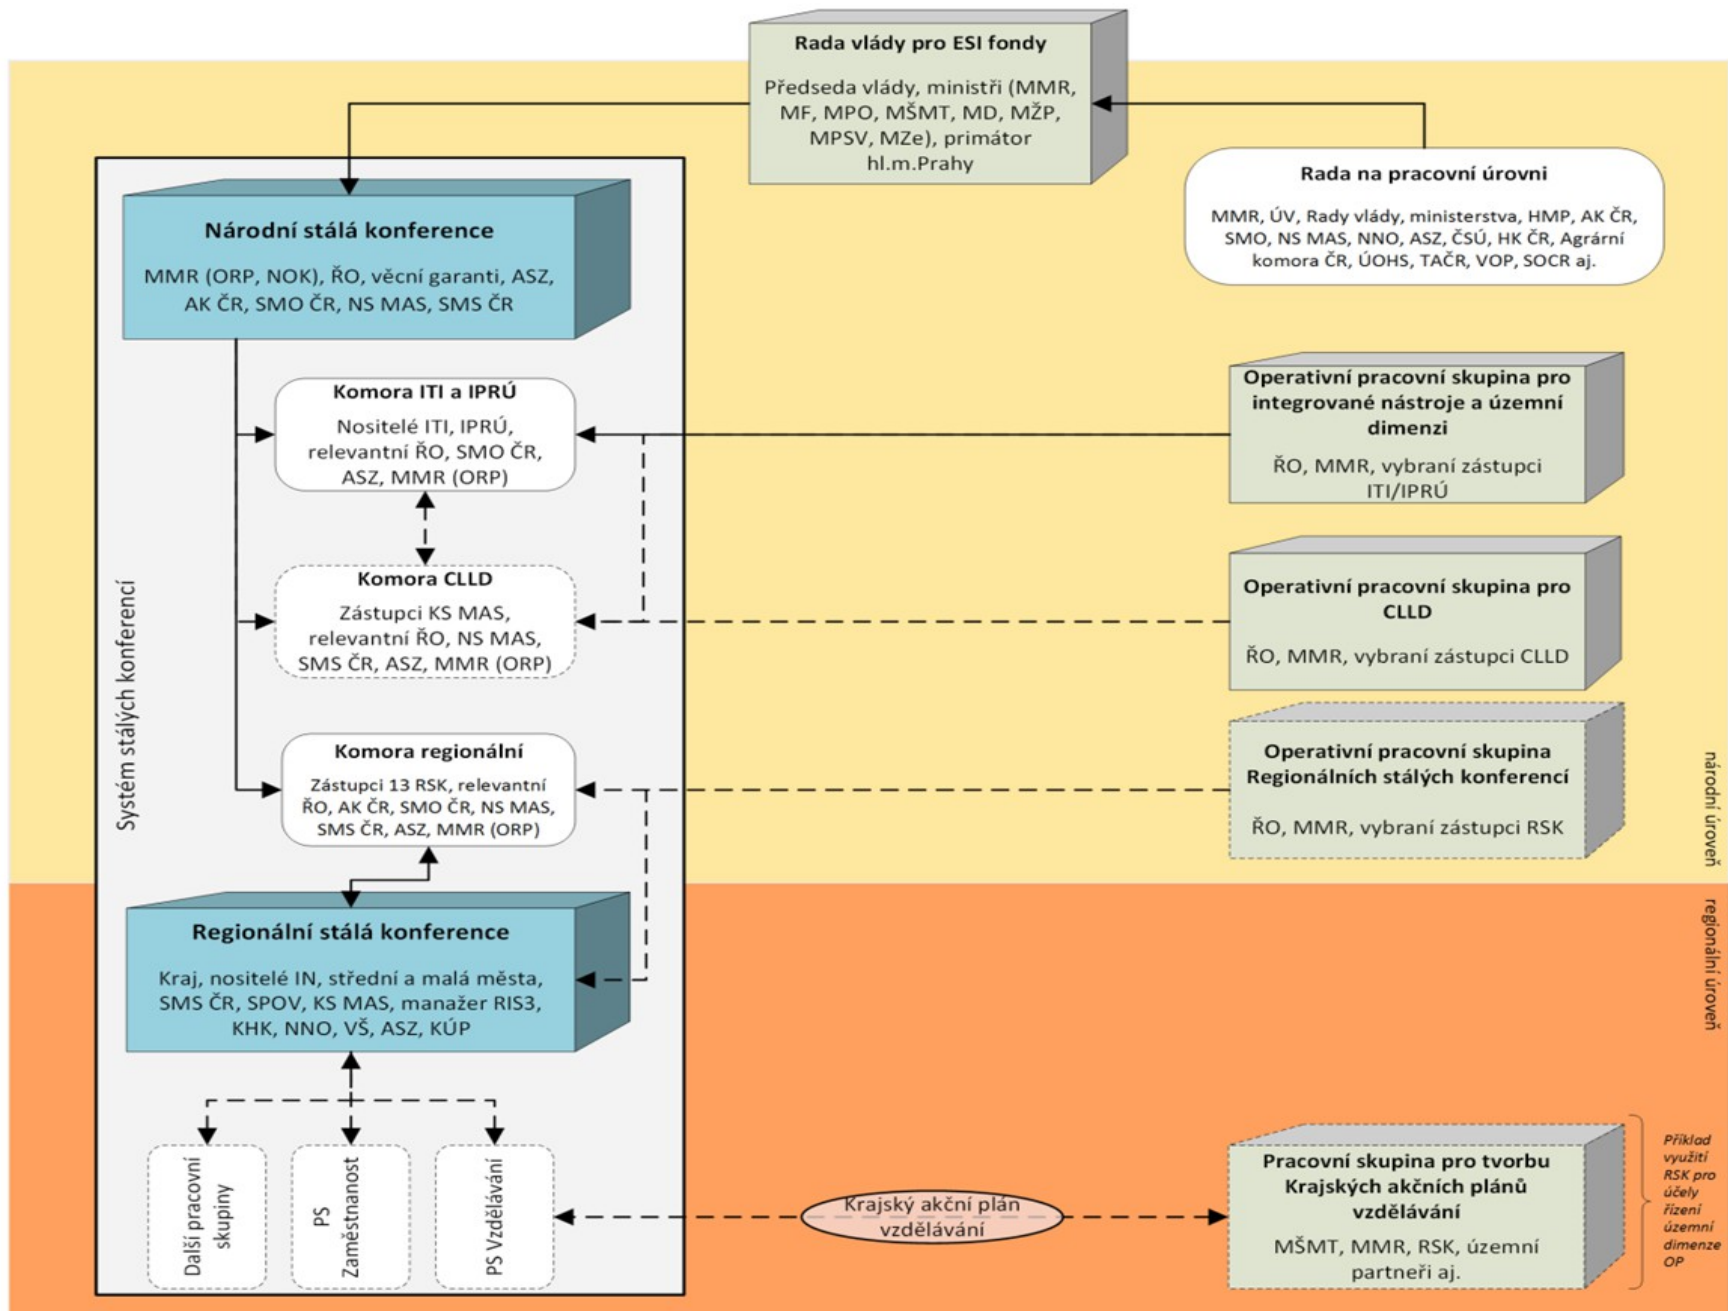 Rada vlády pro ESI fondy
Předseda vlády, ministři (MMR,
MF, MPO, MŠMT, MD, MŽP,
MPSV, MZe), primátor
hl.m.Prahy
Rada na pracovní úrovni
MMR, ÚV, Rady vlády, ministerstva, HMP, AK ČR,
SMO, NS MAS, NNO, ASZ, ČSÚ, HK ČR, Agrární
komora ČR, ÚOHS, TAČR, VOP, SOCR aj.
Systém stálých konferencí
Národní stálá konference
MMR (ORP, NOK), ŘO, věcní garanti, ASZ,
AK ČR, SMO ČR, NS MAS, SMS ČR
Komora ITI a IPRÚ
Nositelé ITI, IPRÚ,
relevantní ŘO, SMO ČR,
ASZ, MMR (ORP)
Operativní pracovní skupina pro
integrované nástroje a územní
dimenzi
ŘO, MMR, vybraní zástupci
ITI/IPRÚ
Komora CLLD
Zástupci KS MAS,
relevantní ŘO, NS MAS,
SMS ČR, ASZ, MMR (ORP)
Operativní pracovní skupina pro
CLLD
ŘO, MMR, vybraní zástupci CLLD
Komora regionální
Zástupci 13 RSK, relevantní
ŘO, AK ČR, SMO ČR, NS MAS,
SMS ČR, ASZ, MMR (ORP)
Operativní pracovní skupina
Regionálních stálých konferencí
ŘO, MMR, vybraní zástupci RSK
národní úroveň
regionální úroveň
Regionální stálá konference
Kraj, nositelé IN, střední a malá města,
SMS ČR, SPOV, KS MAS, manažer RIS3,
KHK, NNO, VŠ, ASZ, KÚP
Další pracovní
skupiny
PS
Zaměstnanost
PS Vzdělávání
Krajský akční plán
vzdělávání
Pracovní skupina pro tvorbu
Krajských akčních plánů
vzdělávání
MŠMT, MMR, RSK, územní
partneři aj.
Příklad
využití
RSK pro
účely
řízení
územní
dimenze
OP